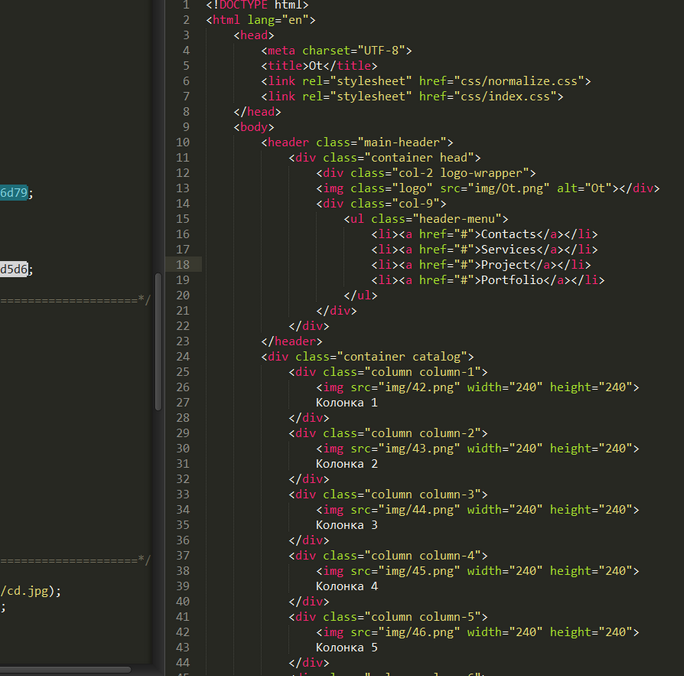 6d79;
d5d6;
====================*/
====================*/
/cd.jpg);
;
1 <!DOCTYPE html>
2 <html lang="en">
3 <head>
4 <meta charset="UTF-8">
5 <title>Ot</title>
6 <link rel="stylesheet" href="css/normalize.css">
7 <link rel="stylesheet" href="css/index.css">
8 </head>
9 <body>
10 <header class="main-header">
11 <div class="container head">
12 <div class="col-2 logo-wrapper">
13 <img class="logo" src="img/Ot.png" alt="Ot"></div>
14 <div class="col-9">
15 <ul class="header-menu">
16 <li><a href="#">Contacts</a></li>
17 <li><a href="#">Services</a></li>
18 <li><a href="#">Project</a></li>
19 <li><a href="#">Portfolio</a></li>
20 </ul>
21 </div>
22 </div>
23 </header>
24 <div class="container catalog">
25 <div class="column column-1">
26 <img src="img/42.png" width="240" height="240">
27 Колонка 1
28 </div>
29 <div class="column column-2">
30 <img src="img/43.png" width="240" height="240">
31 Колонка 2
32 </div>
33 <div class="column column-3">
34 <img src="img/44.png" width="240" height="240">
35 Колонка 3
36 </div>
37 <div class="column column-4">
38 <img src="img/45.png" width="240" height="240">
39 Колонка 4
40 </div>
41 <div class="column column-5">
42 <img src="img/46.png" width="240" height="240">
43 Колонка 5
44 </div>